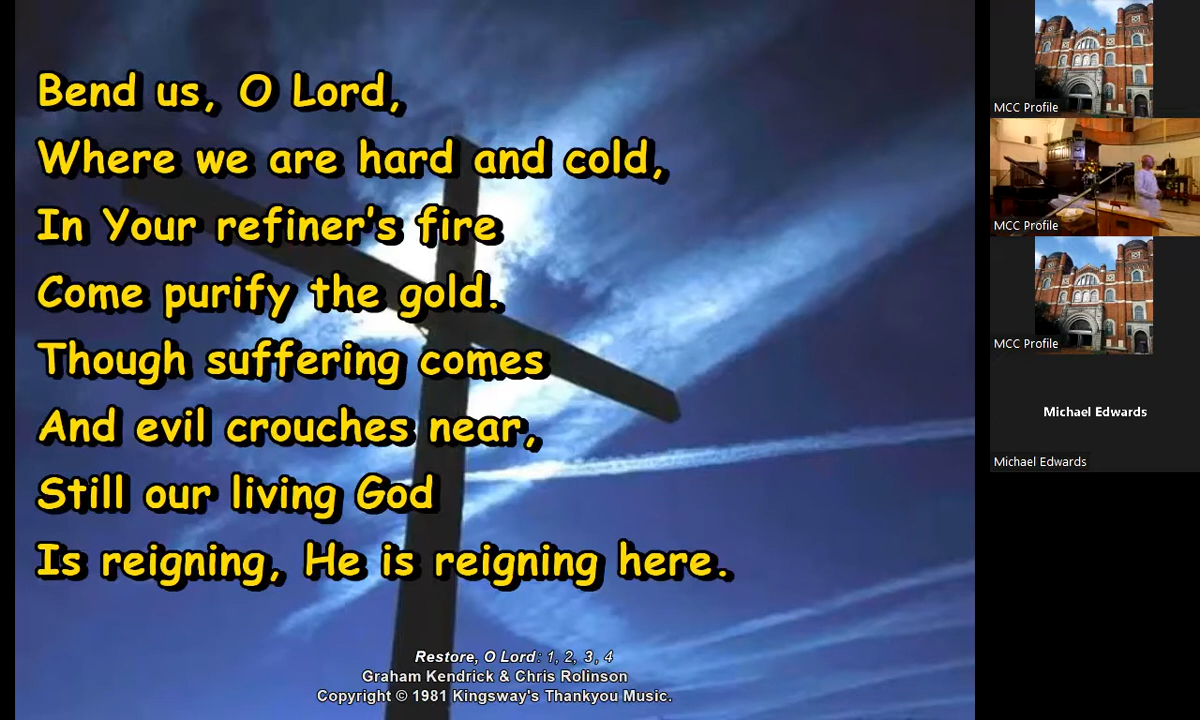 Bend us, O Lord,
Where we are hard and cold,
In Your refiner's fire
Come purify the gold.
Though suffering comes
And evil crouches near,
Still our living God
Is reigning, He is reigning here.
Restore, O Lord: 1, 2, 3, 4
Graham Kendrick & Chris Rolinson
Copyright © 1981 Kingsway's Thankyou Music.
MCC Profile
MCC Profile
MCC Profile
Michael Edwards
Michael Edwards